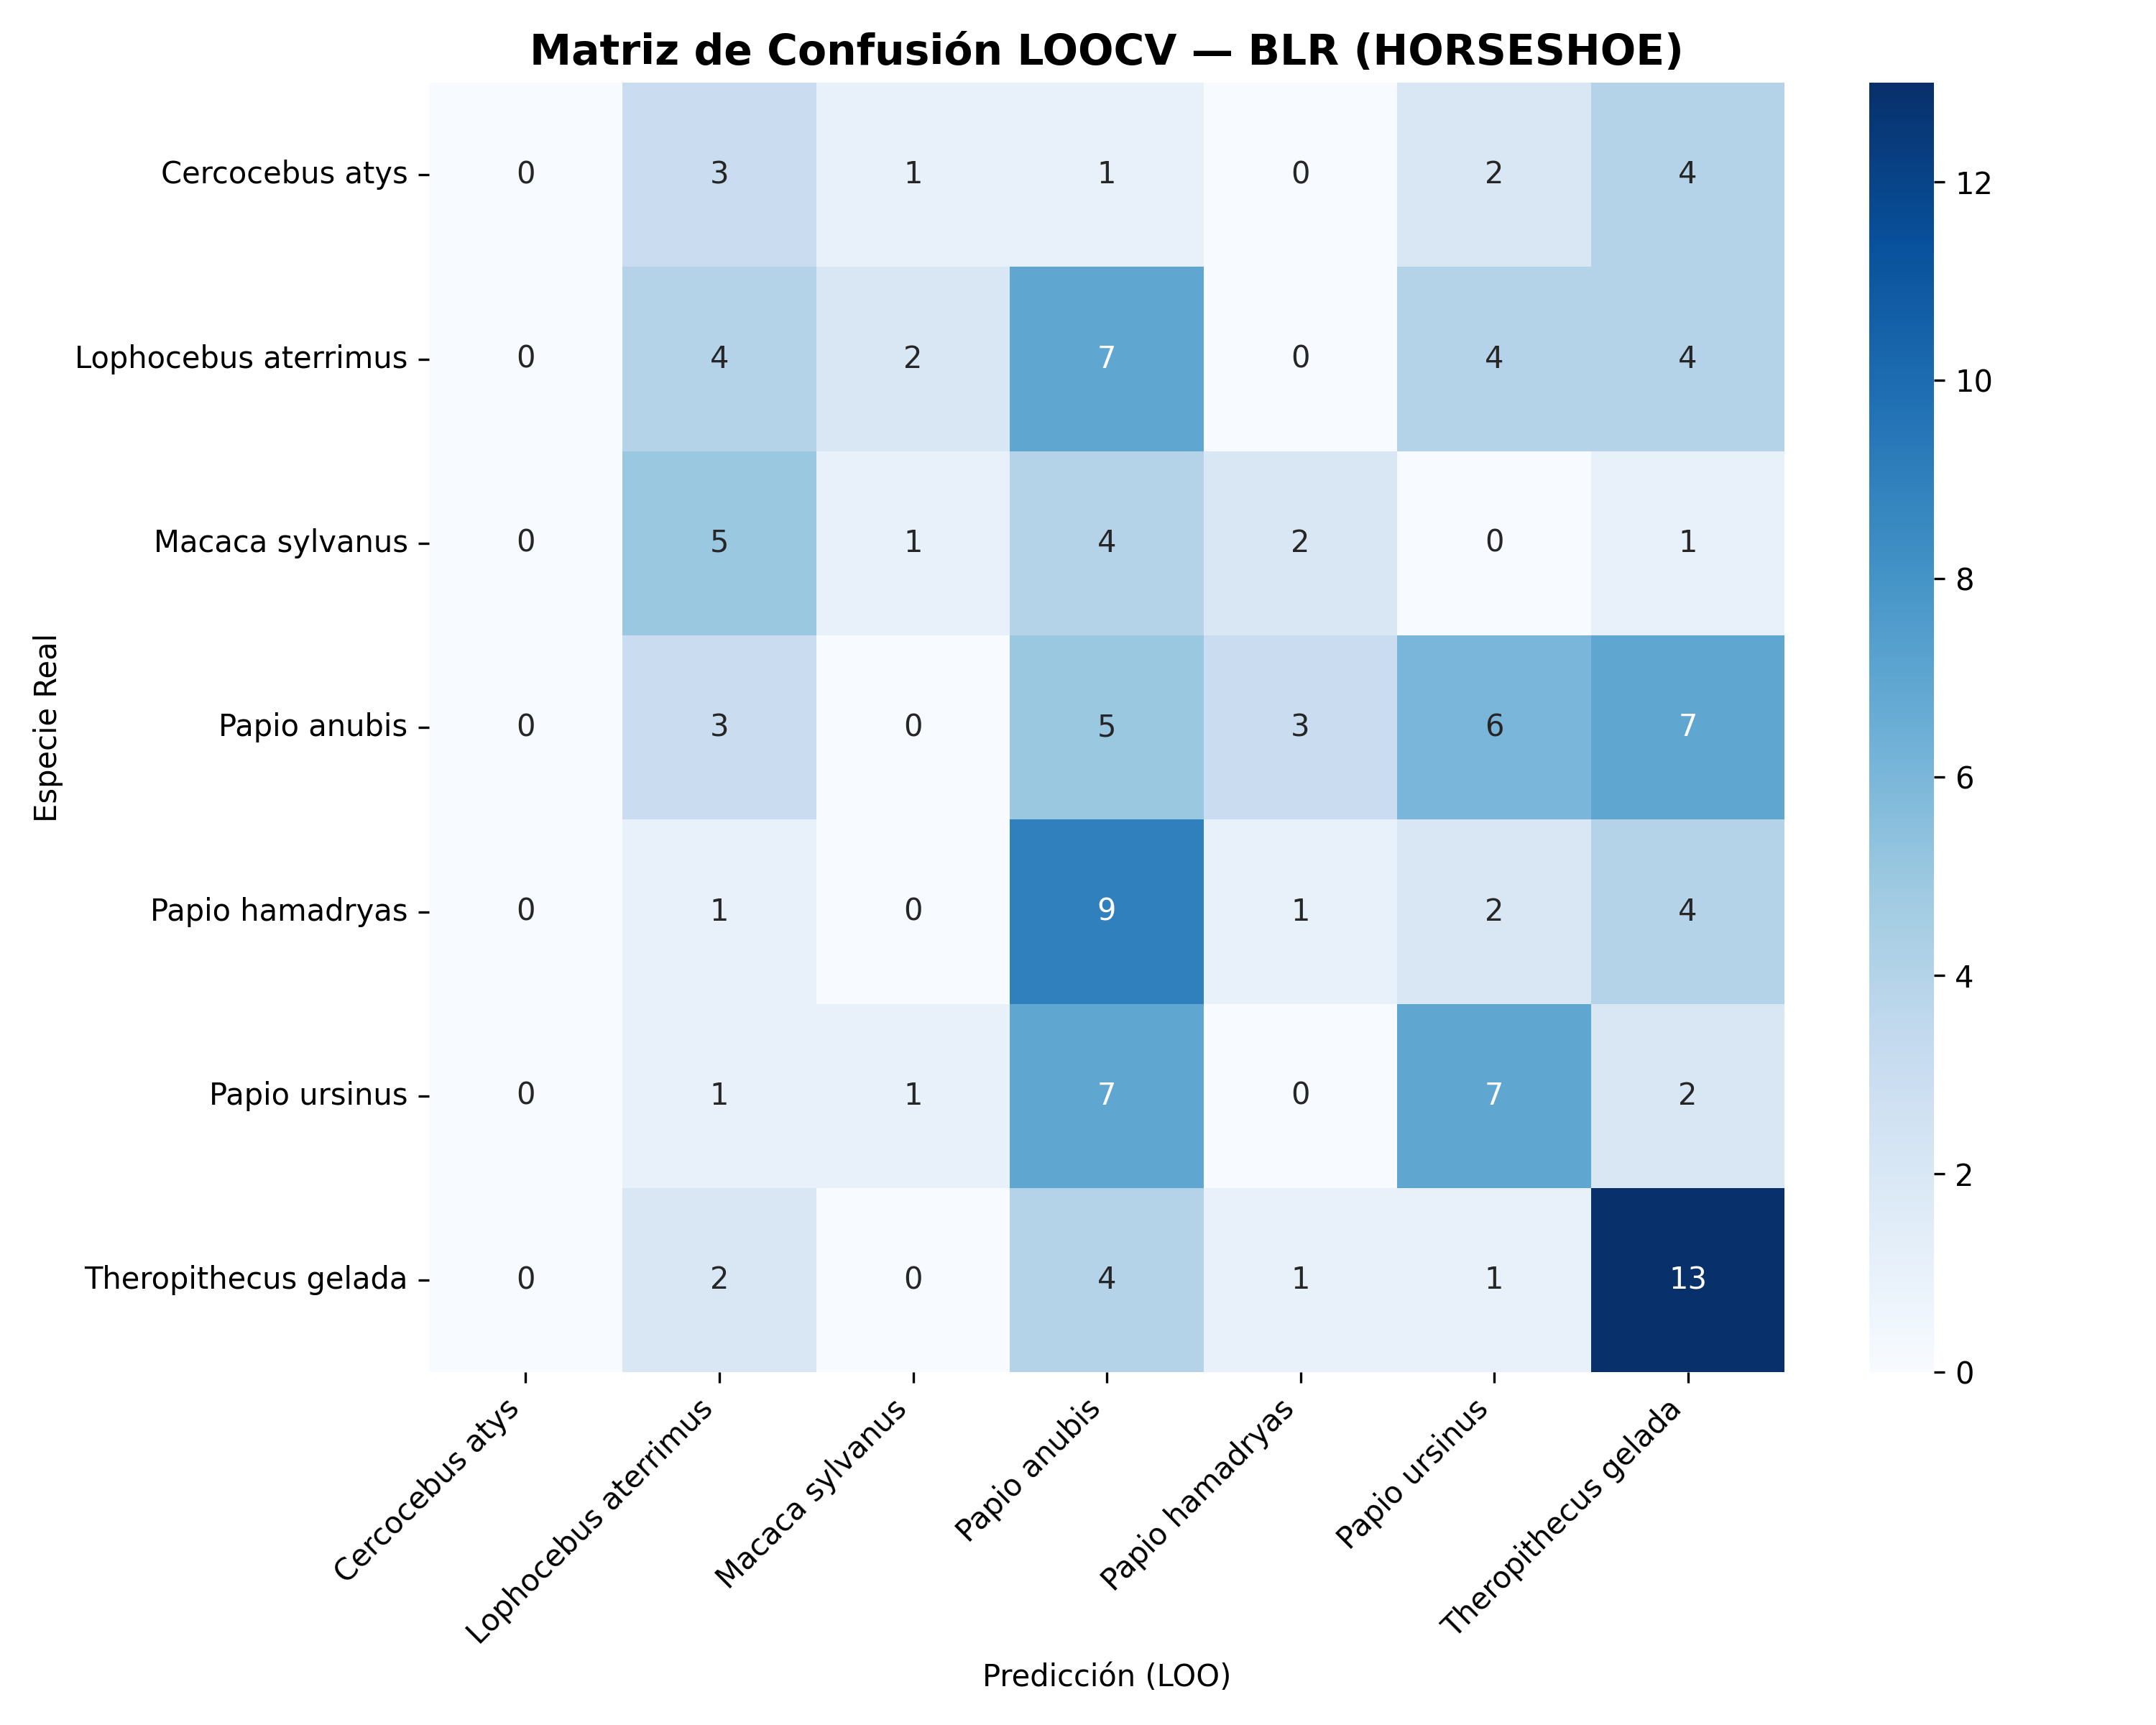 Matriz de Confusión LOOCV — BLR (HORSESHOE)
Especie Real
Cercocebus atys 0 3 1 1 0 2 4
Lophocebus aterrimus 0 4 2 7 0 4 4
Macaca sylvanus 0 5 1 4 2 0 1
Papio anubis 0 3 0 5 3 6 7
Papio hamadryas 0 1 0 9 1 2 4
Papio ursinus 0 1 1 7 0 7 2
Theropithecus gelada 0 2 0 4 1 1 13
12
10
8
6
4
2
0
Cercocebus atys
Lophocebus aterrimus
Macaca sylvanus
Papio anubis
Papio hamadryas
Papio ursinus
Theropithecus gelada
Predicción (LOO)